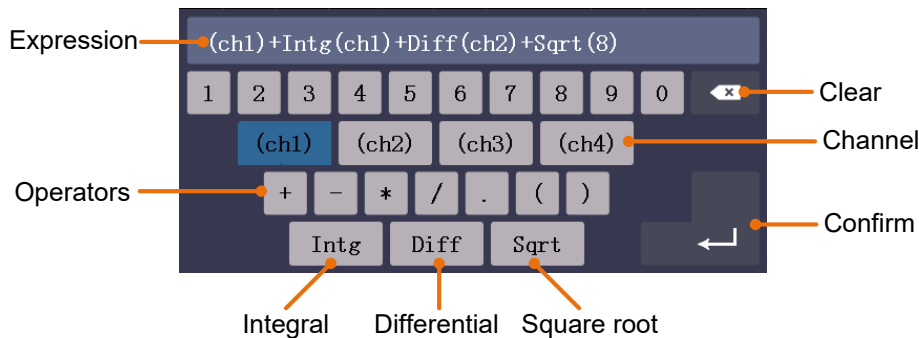 Expression
(ch1)+Intg(ch1)+Diff(ch2)+Sqrt(8)
1 2 3 4 5 6 7 8 9 0
Clear
(ch1) (ch2) (ch3) (ch4)
Channel
Operators
+ - * / . ( )
Confirm
Intg Diff Sqrt
Integral Differential Square root